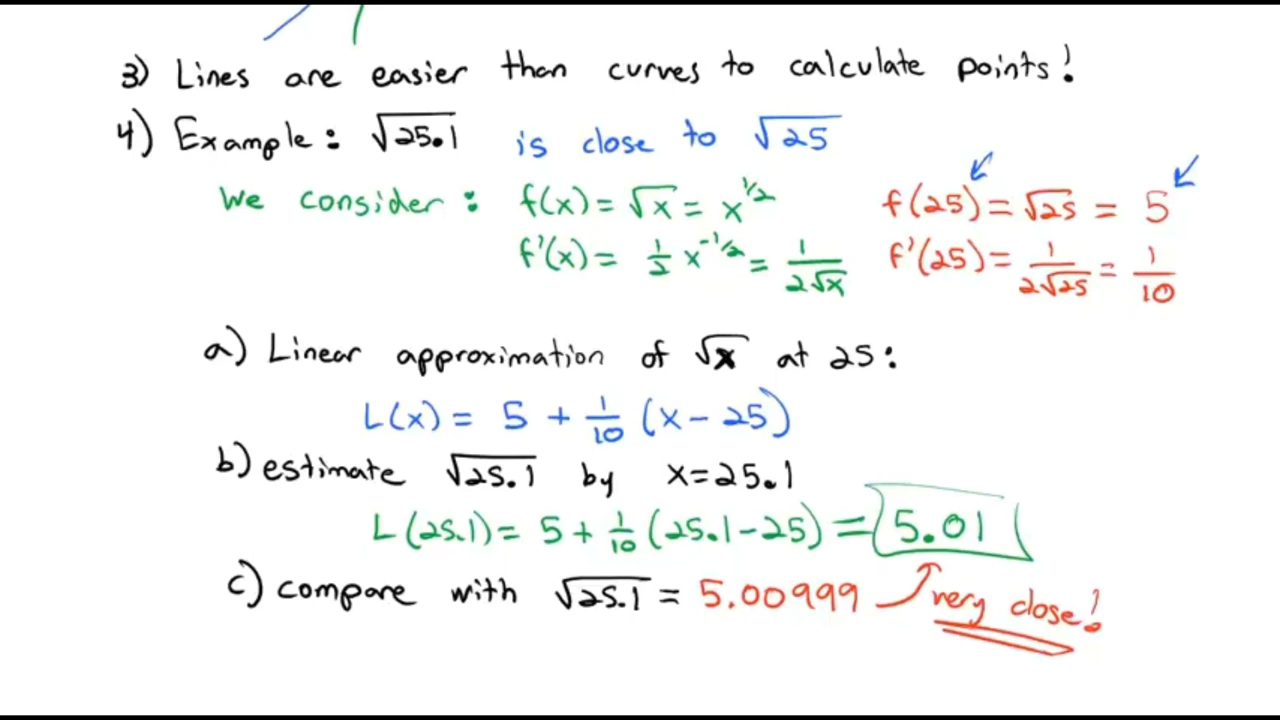 3) Lines are easier than curves to calculate points!
4) Example: √25.1 is close to √25
We consider: f(x) = √x = x^1/2 f(25) = √25 = 5
f'(x) = 1/2 x^-1/2 = 1/(2√x) f'(25) = 1/(2√25) = 1/10
a) Linear approximation of √x at 25:
L(x) = 5 + 1/10 (x - 25)
b) estimate √25.1 by x = 25.1
L(25.1) = 5 + 1/10 (25.1 - 25) = 5.01
c) compare with √25.1 = 5.00999 very close!